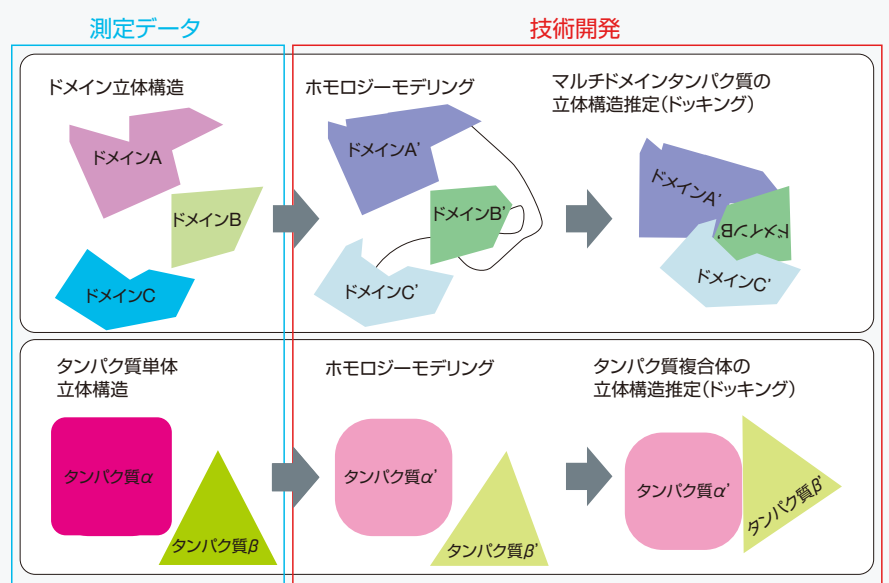 測定データ
技術開発
ドメイン立体構造
ホモロジーモデリング
マルチドメインタンパク質の
立体構造推定(ドッキング)
ドメインA
ドメインB
ドメインC
ドメインA’
ドメインB’
ドメインC’
ドメインA’
ドメインB’
ドメインC’
タンパク質単体
立体構造
ホモロジーモデリング
タンパク質複合体の
立体構造推定(ドッキング)
タンパク質α
タンパク質β
タンパク質α’
タンパク質β’
タンパク質α’
タンパク質β’